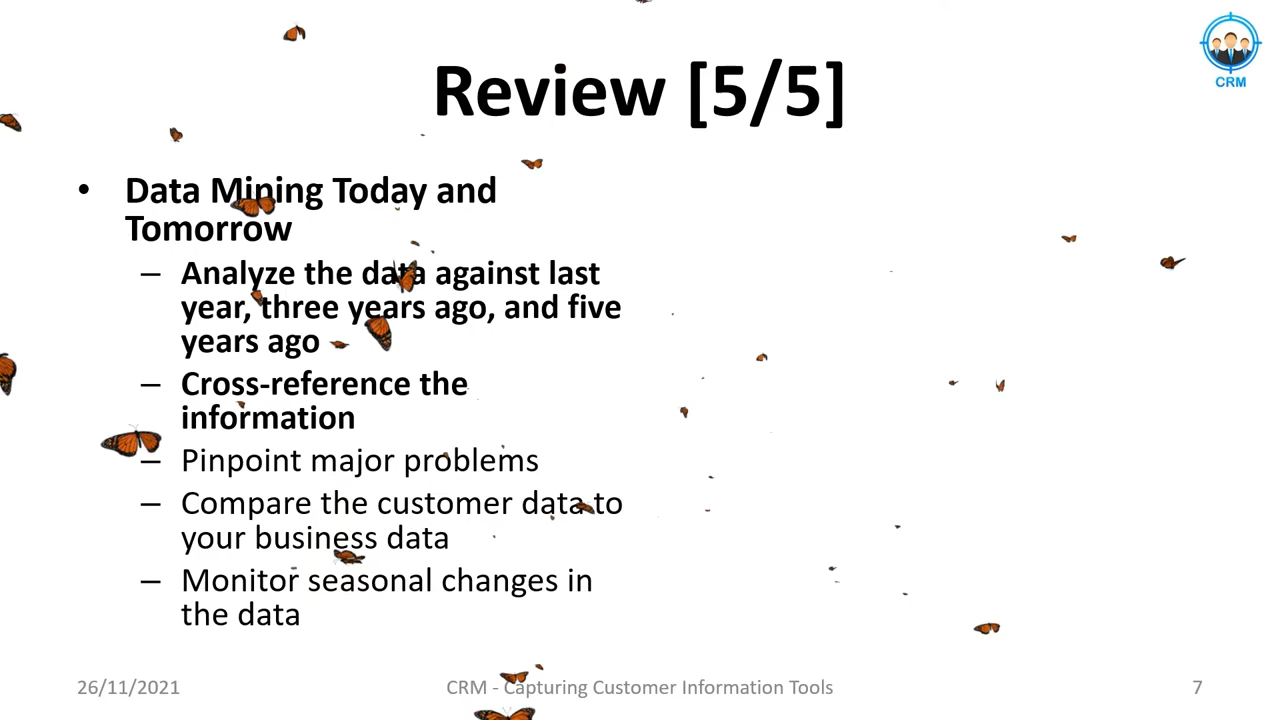 CRM
Review [5/5]
• Data Mining Today and
Tomorrow
– Analyze the data against last
year, three years ago, and five
years ago
– Cross-reference the
information
– Pinpoint major problems
– Compare the customer data to
your business data
– Monitor seasonal changes in
the data
26/11/2021
CRM - Capturing Customer Information Tools
7